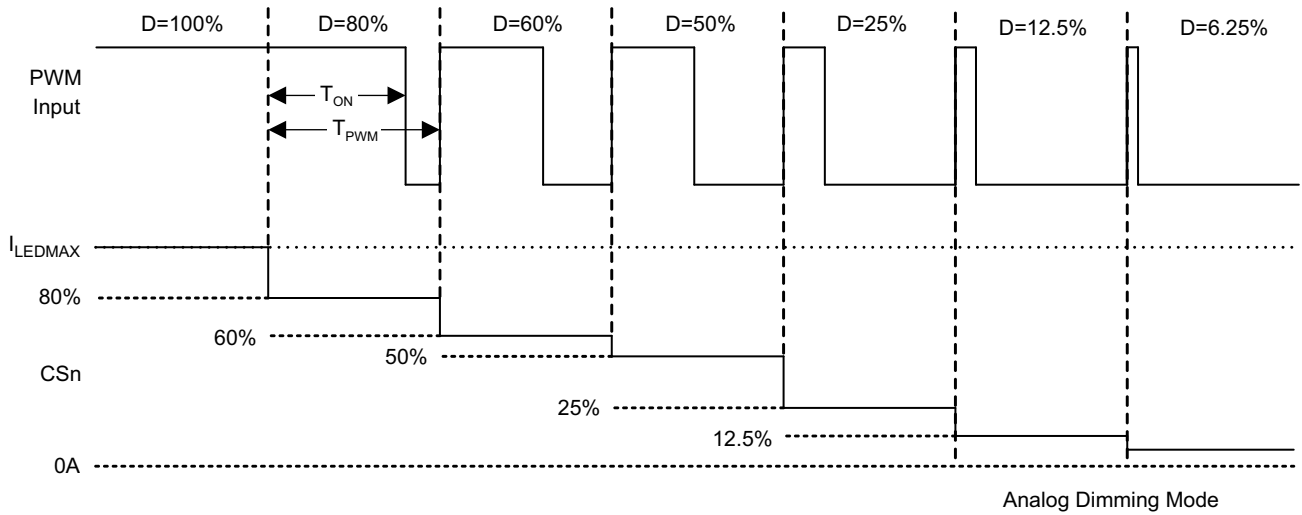 D=100% D=80% D=60% D=50% D=25% D=12.5% D=6.25%
PWM
Input
TON
TPWM
ILEDMAX
80%
60%
50%
CSn
25%
12.5%
0A
Analog Dimming Mode